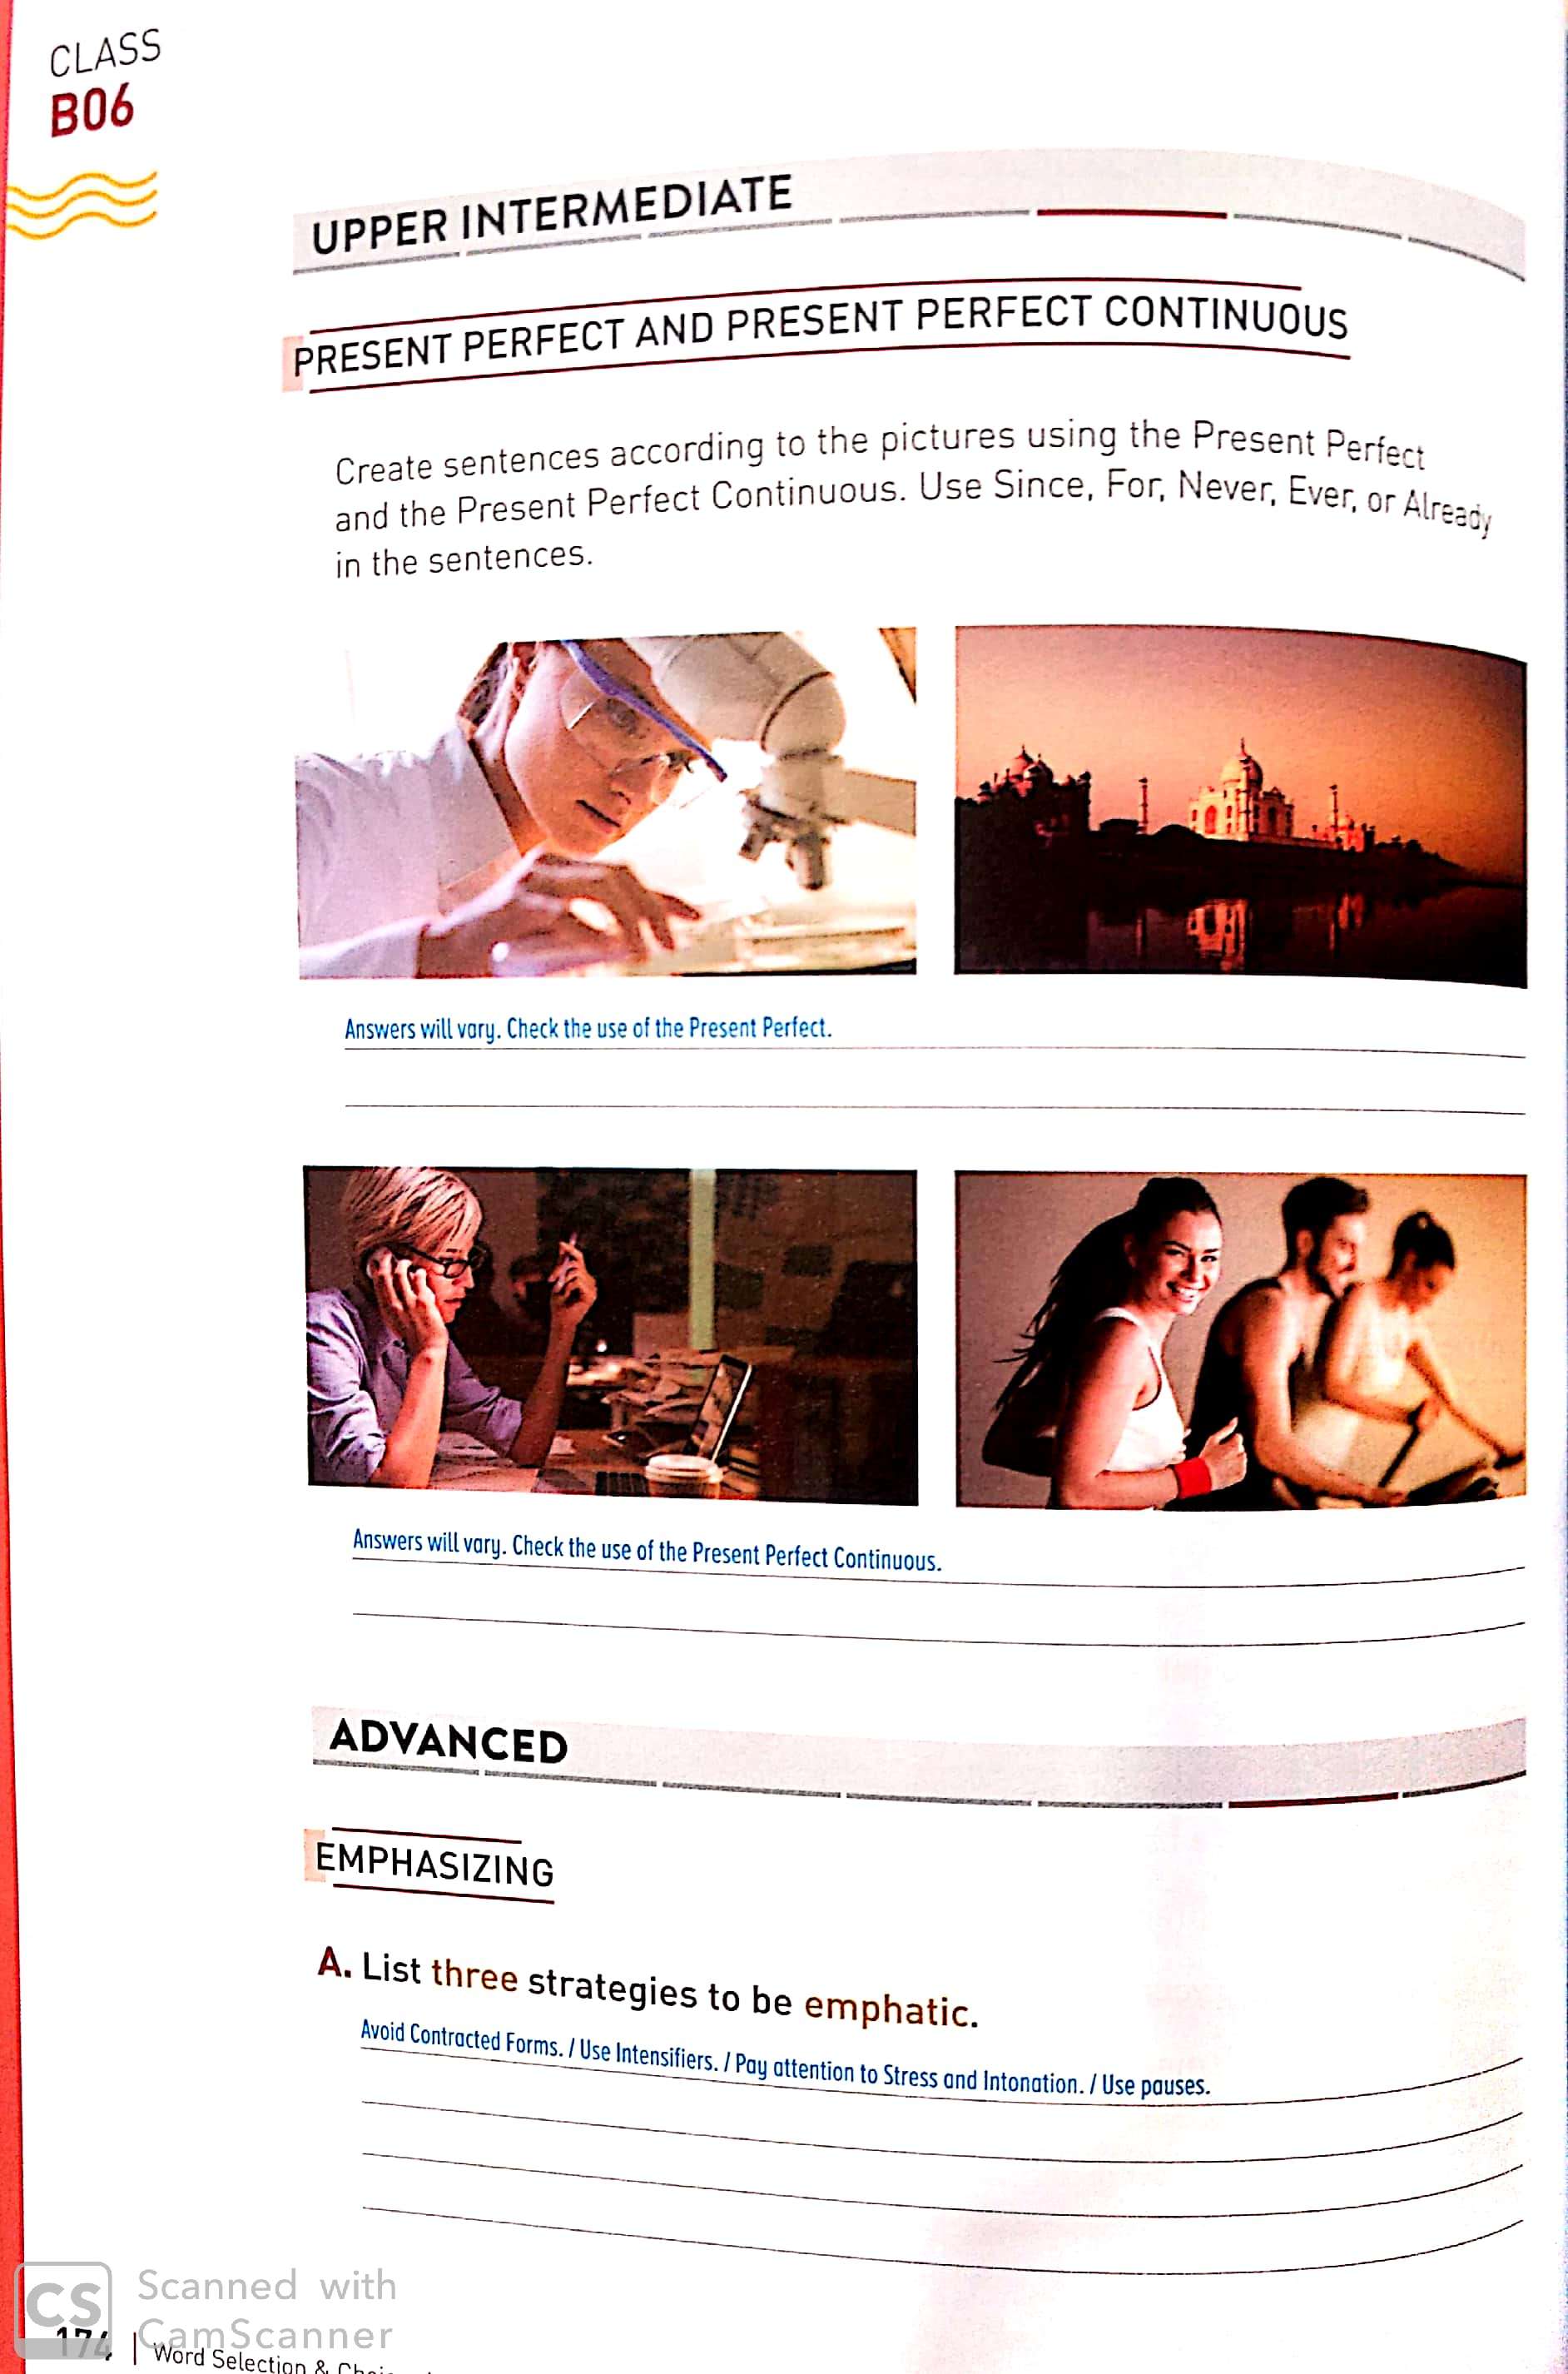 CLASS
B06
UPPER INTERMEDIATE
PRESENT PERFECT AND PRESENT PERFECT CONTINUOUS
Create sentences according to the pictures using the Present Perfect
and the Present Perfect Continuous. Use Since, For, Never, Ever, or Already
in the sentences.
Answers will vary. Check the use of the Present Perfect.
Answers will vary. Check the use of the Present Perfect Continuous.
ADVANCED
EMPHASIZING
A. List three strategies to be emphatic.
Avoid Contracted Forms. / Use Intensifiers. / Pay attention to Stress and Intonation. / Use pauses.
CS Scanned with
CamScanner
174 | Word Selection &